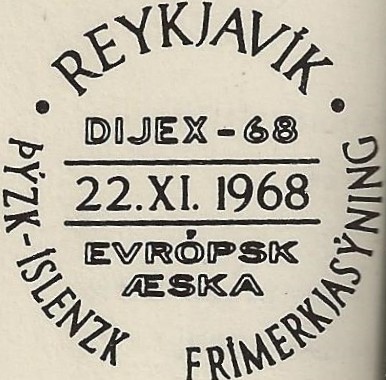 • REYKJAVÍK •
DIJEX - 68
22.XI. 1968
EVRÓPSK
ÆSKA
ÞÝZK-ÍSLENZK FRÍMERKJASÝNING